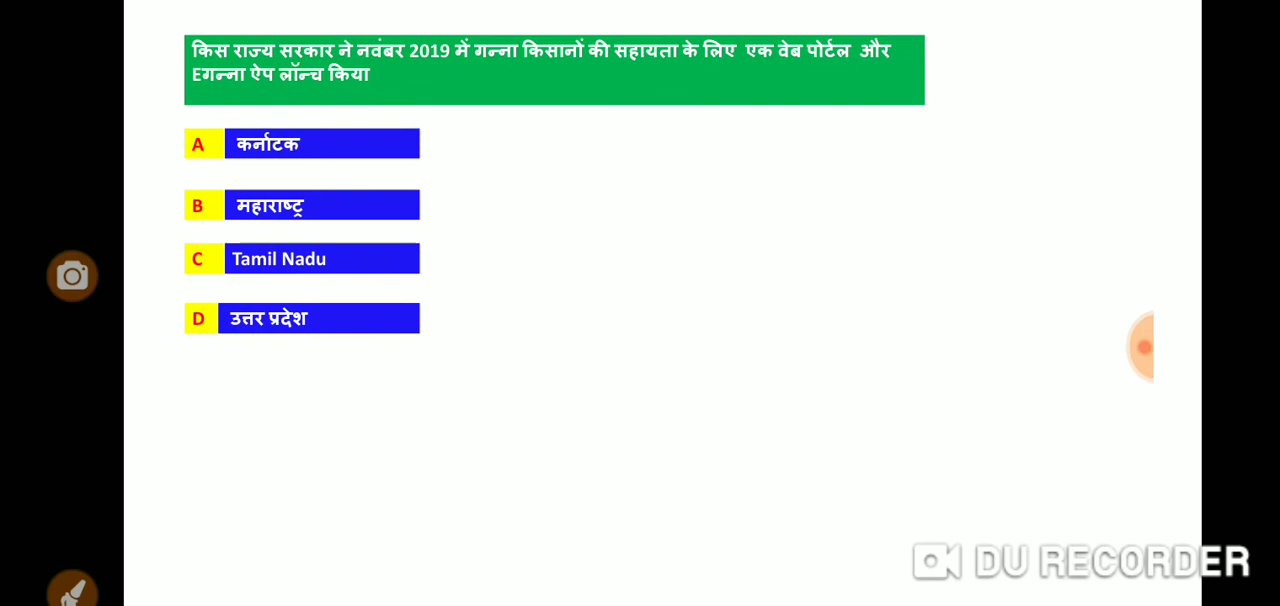 किस राज्य सरकार ने नवंबर 2019 में गन्ना किसानों की सहायता के लिए एक वेब पोर्टल और
Eगन्ना ऐप लॉन्च किया
A कर्नाटक
B महाराष्ट्र
C Tamil Nadu
D उत्तर प्रदेश
DU RECORDER